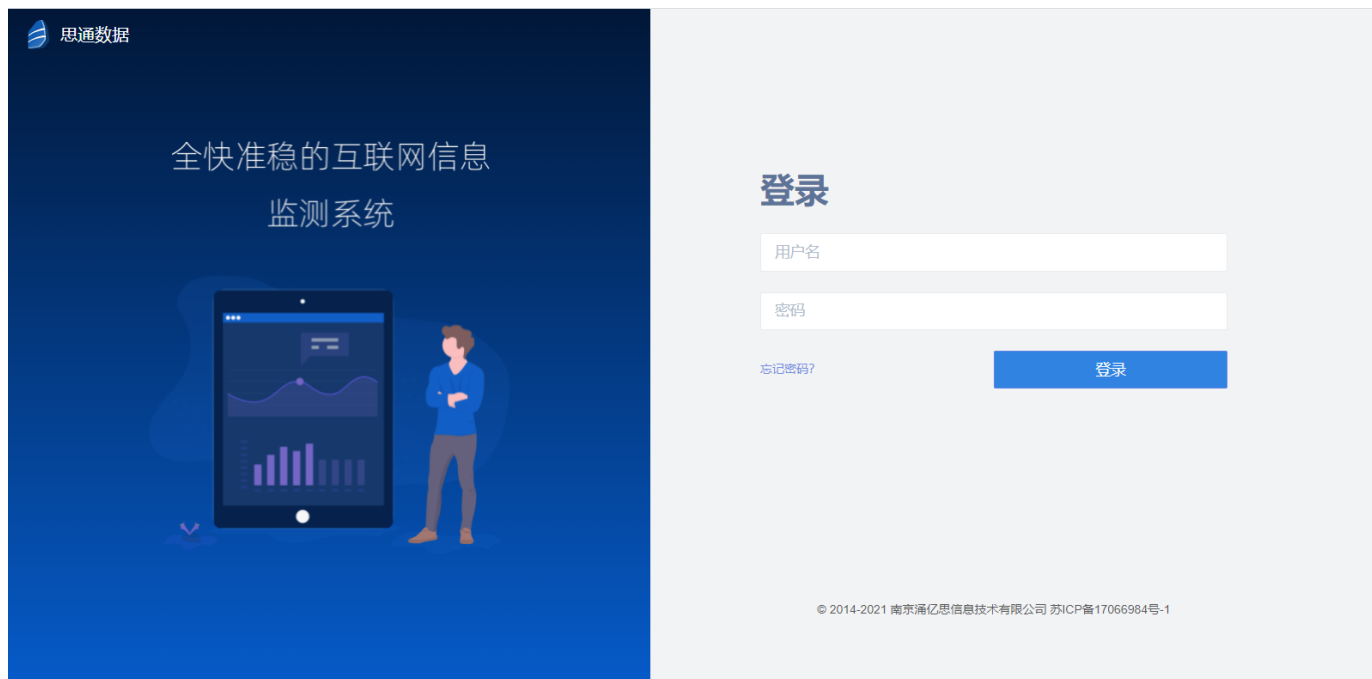 思通数据
全快准稳的互联网信息
监测系统
登录
用户名
密码
忘记密码?
登录
© 2014-2021 南京涌亿思信息技术有限公司 苏ICP备17066984号-1